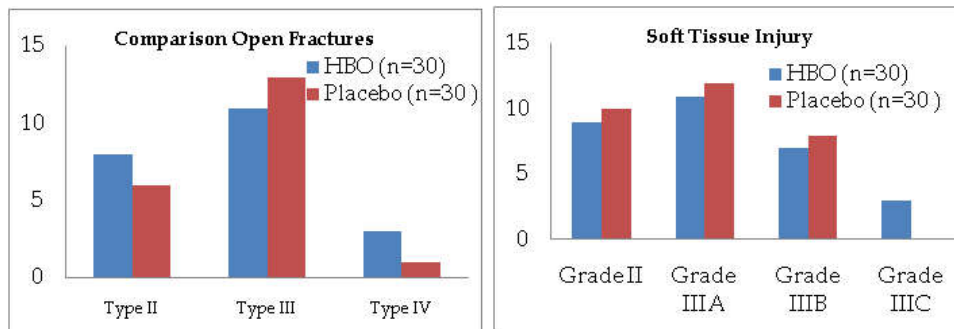 Comparison Open Fractures
15
HBO (n=30)
Placebo (n=30 )
10
5
0
Type II
Type III
Type IV
Soft Tissue Injury
15
HBO (n=30)
Placebo (n=30 )
10
5
0
Grade II
Grade
IIIA
Grade
IIIB
Grade
IIIC